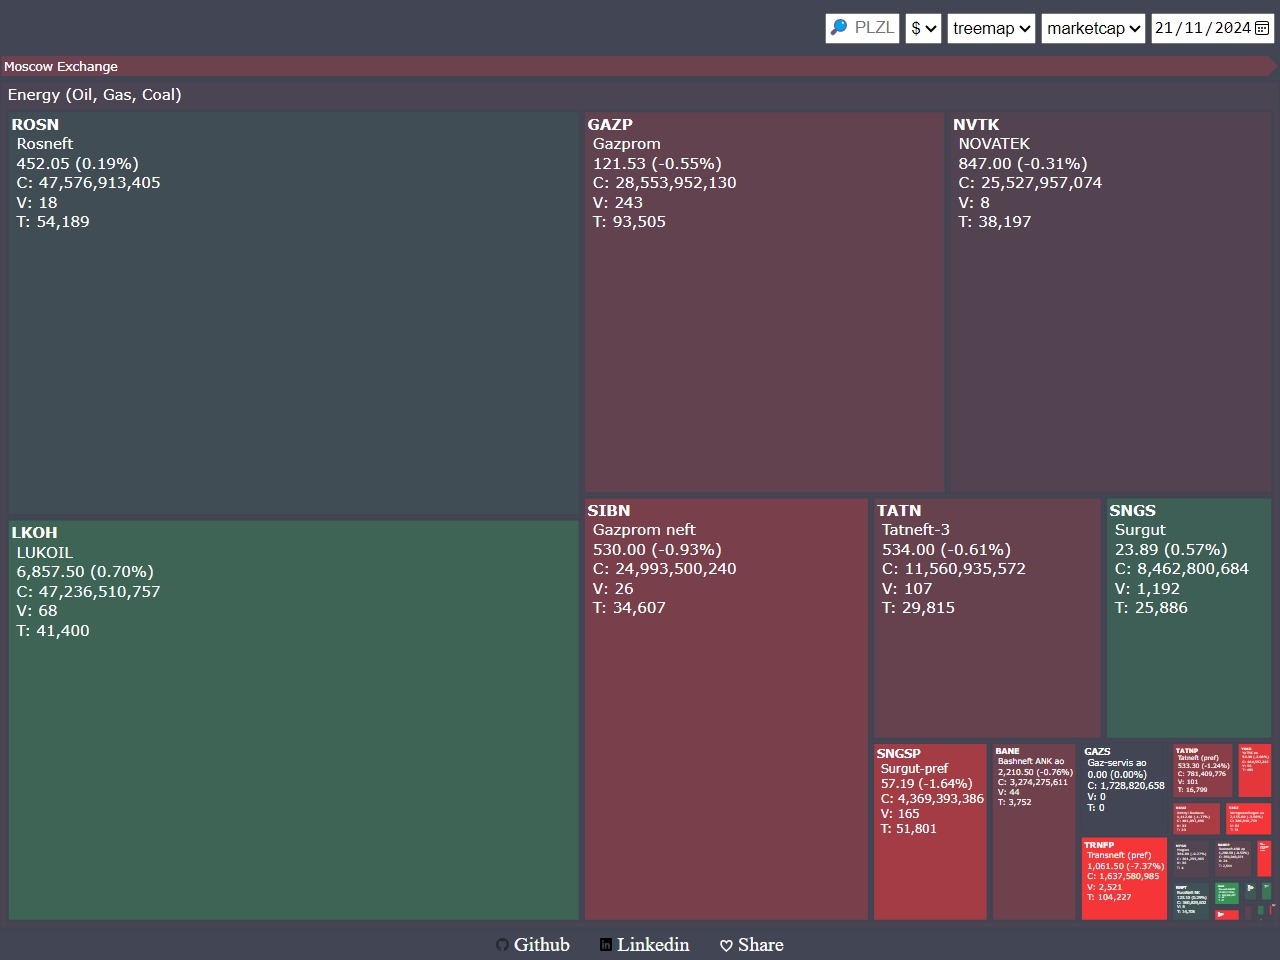 PLZL
$
treemap
marketcap
21/11/2024
Moscow Exchange
Energy (Oil, Gas, Coal)
ROSN
Rosneft
452.05 (0.19%)
C: 47,576,913,405
V: 18
T: 54,189
GAZP
Gazprom
121.53 (-0.55%)
C: 28,553,952,130
V: 243
T: 93,505
NVTK
NOVATEK
847.00 (-0.31%)
C: 25,527,957,074
V: 8
T: 38,197
LKOH
LUKOIL
6,857.50 (0.70%)
C: 47,236,510,757
V: 68
T: 41,400
SIBN
Gazprom neft
530.00 (-0.93%)
C: 24,993,500,240
V: 26
T: 34,607
TATN
Tatneft-3
534.00 (-0.61%)
C: 11,560,935,572
V: 107
T: 29,815
SNGS
Surgut
23.89 (0.57%)
C: 8,462,800,684
V: 1,192
T: 25,886
SNGSP
Surgut-pref
57.19 (-1.64%)
C: 4,369,393,386
V: 165
T: 51,801
BANE
Bashneft ANK ao
2,210.50 (-0.76%)
C: 3,274,275,611
V: 44
T: 3,752
GAZS
Gaz-servis ao
0.00 (0.00%)
C: 1,728,820,658
V: 0
T: 0
TRNFP
Transneft (pref)
1,061.50 (-7.37%)
C: 1,637,580,985
V: 2,521
T: 104,227
TATNP
Tatneft (pref)
533.30 (-1.24%)
C: 781,409,776
V: 101
T: 16,799
Github
Linkedin
Share